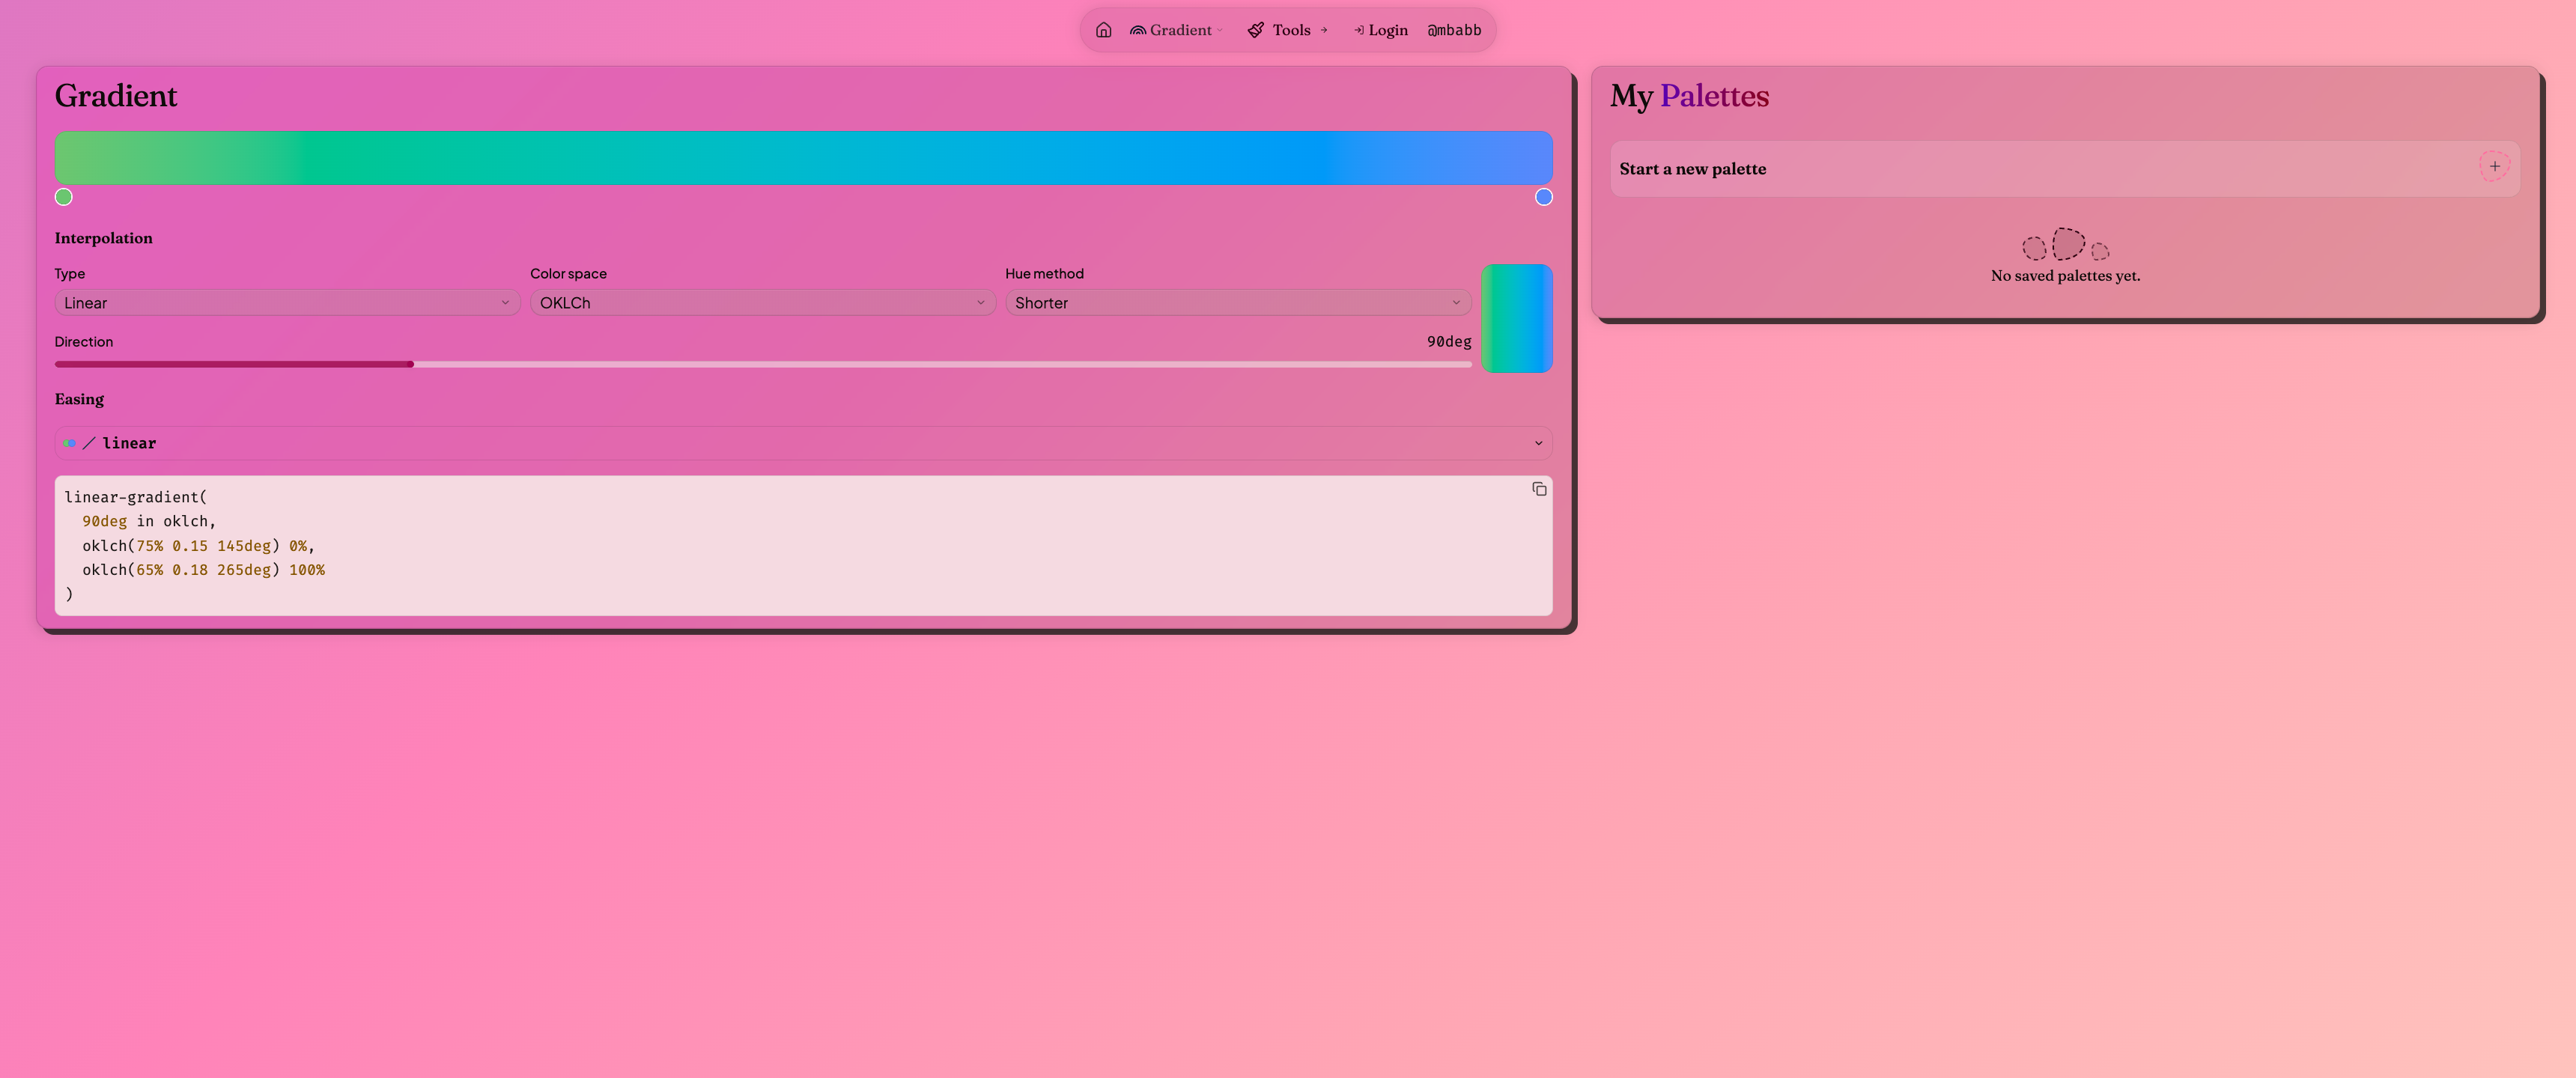 Gradient Tools Login @mbabb
Gradient
Interpolation
Type Color space Hue method
Linear OKLCh Shorter
Direction 90deg
Easing
linear
linear-gradient(
  90deg in oklch,
  oklch(75% 0.15 145deg) 0%,
  oklch(65% 0.18 265deg) 100%
)
My Palettes
Start a new palette
No saved palettes yet.